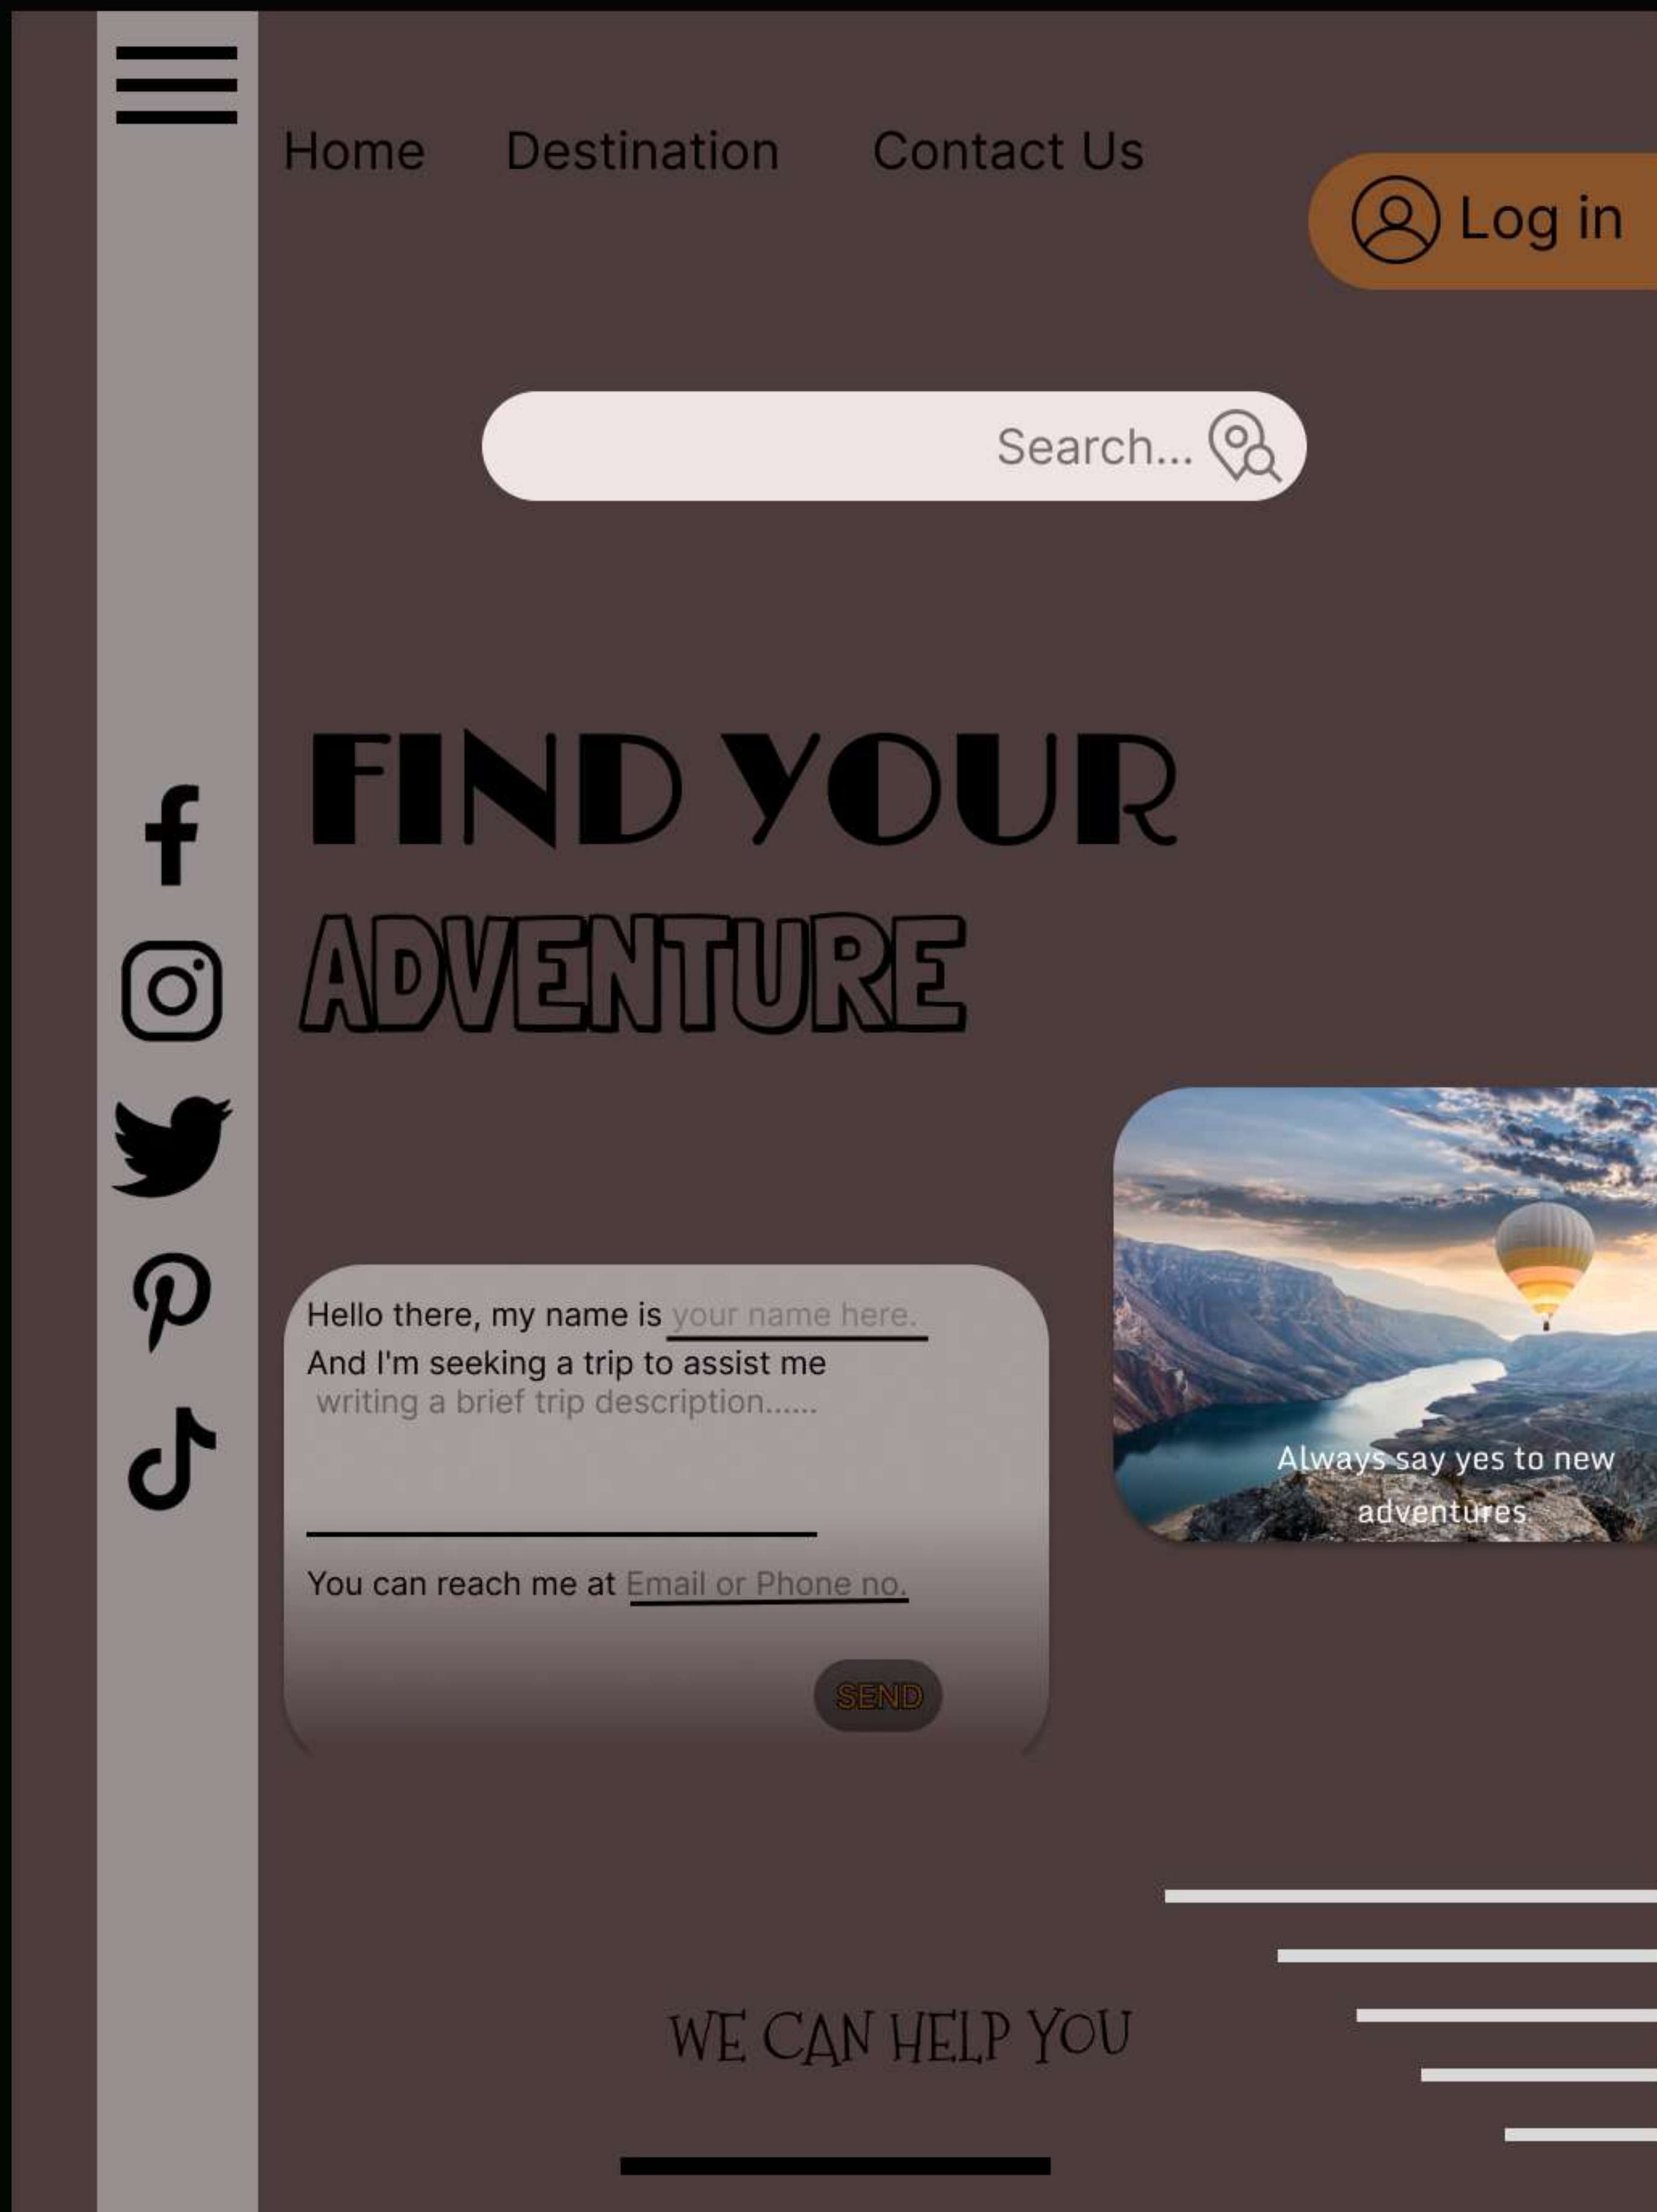 Home Destination Contact Us
Log in
Search...
FIND YOUR
ADVENTURE
Hello there, my name is your name here.
And I'm seeking a trip to assist me
writing a brief trip description......
You can reach me at Email or Phone no.
SEND
Always say yes to new
adventures.
WE CAN HELP YOU